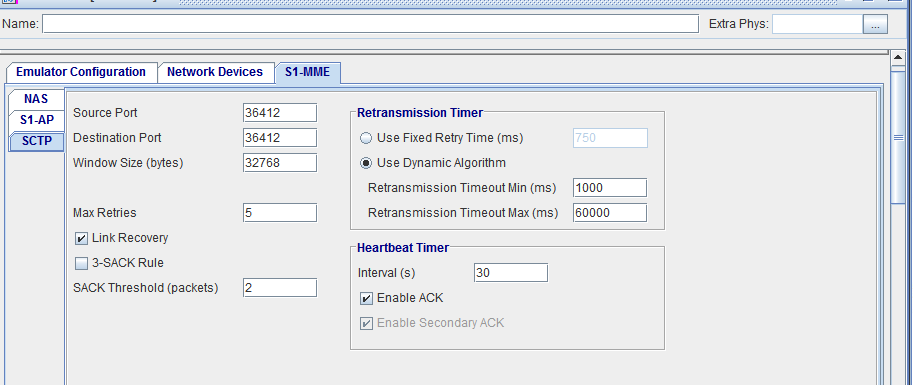 Name: Extra Phys: ...
Emulator Configuration Network Devices S1-MME
NAS
S1-AP
SCTP
Source Port 36412
Destination Port 36412
Window Size (bytes) 32768
Max Retries 5
Link Recovery
3-SACK Rule
SACK Threshold (packets) 2
Retransmission Timer
Use Fixed Retry Time (ms) 750
Use Dynamic Algorithm
Retransmission Timeout Min (ms) 1000
Retransmission Timeout Max (ms) 60000
Heartbeat Timer
Interval (s) 30
Enable ACK
Enable Secondary ACK